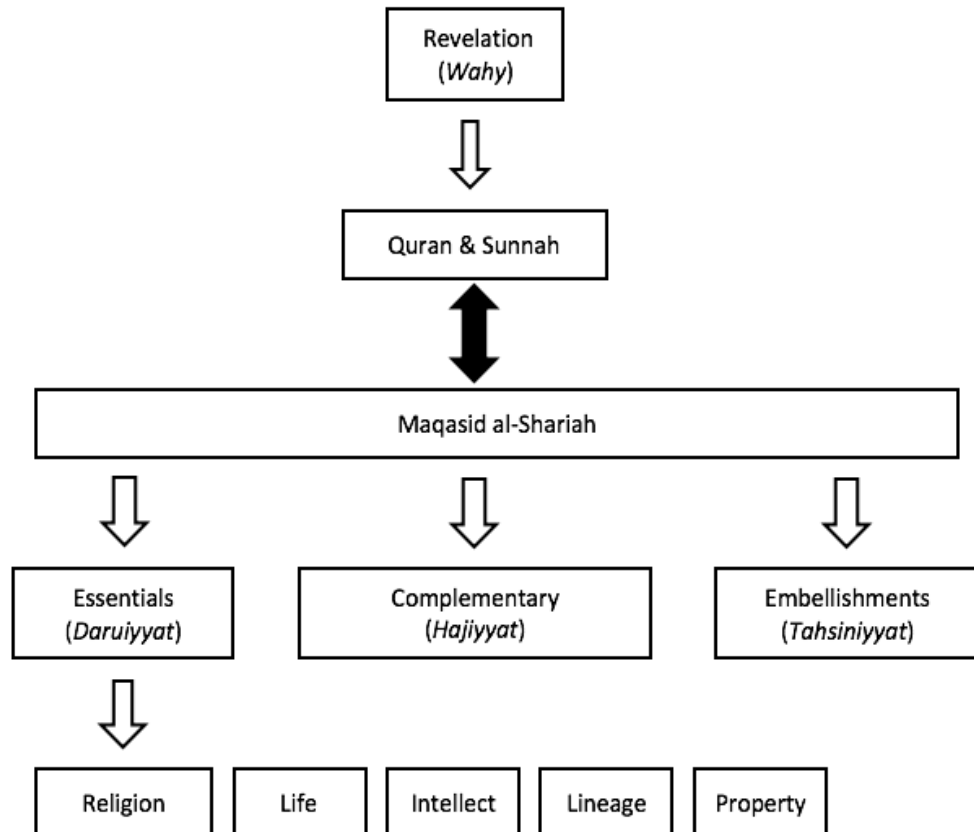 Revelation
(Wahy)
Quran & Sunnah
Maqasid al-Shariah
Essentials
(Daruiyyat)
Complementary
(Hajiyyat)
Embellishments
(Tahsiniyyat)
Religion
Life
Intellect
Lineage
Property